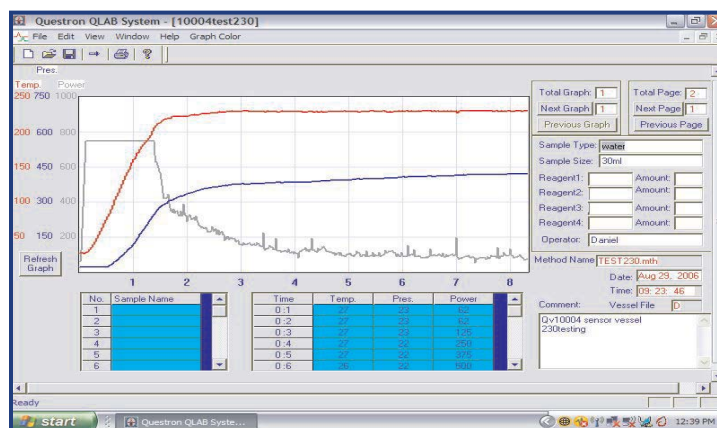 Questron QLAB System - [10004test230]
File Edit View Window Help Graph Color
Pres.
Temp. Power
250 750 1000
200 600 800
150 450 600
100 300 400
50 150 200
Refresh
Graph
1 2 3 4 5 6 7 8
Total Graph: 1 Total Page: 2
Next Graph 1 Next Page 1
Previous Graph Previous Page
Sample Type: water
Sample Size: 30ml
Reagent1: Amount:
Reagent2: Amount:
Reagent3: Amount:
Reagent4: Amount:
Operator: Daniel
Method Name TEST230.mth
Date: Aug 29, 2006
Time: 09: 23: 46
Comment: Vessel File D
Qv10004 sensor vessel
230testing
No. Sample Name
1
2
3
4
5
6
Time Temp. Pres. Power
0 :1 27 23 62
0 :2 27 22 62
0 :3 27 22 125
0 :4 27 22 250
0 :5 27 22 375
0 :6 26 22 500
Ready
start Questron QLAB Syste... 12:39 PM